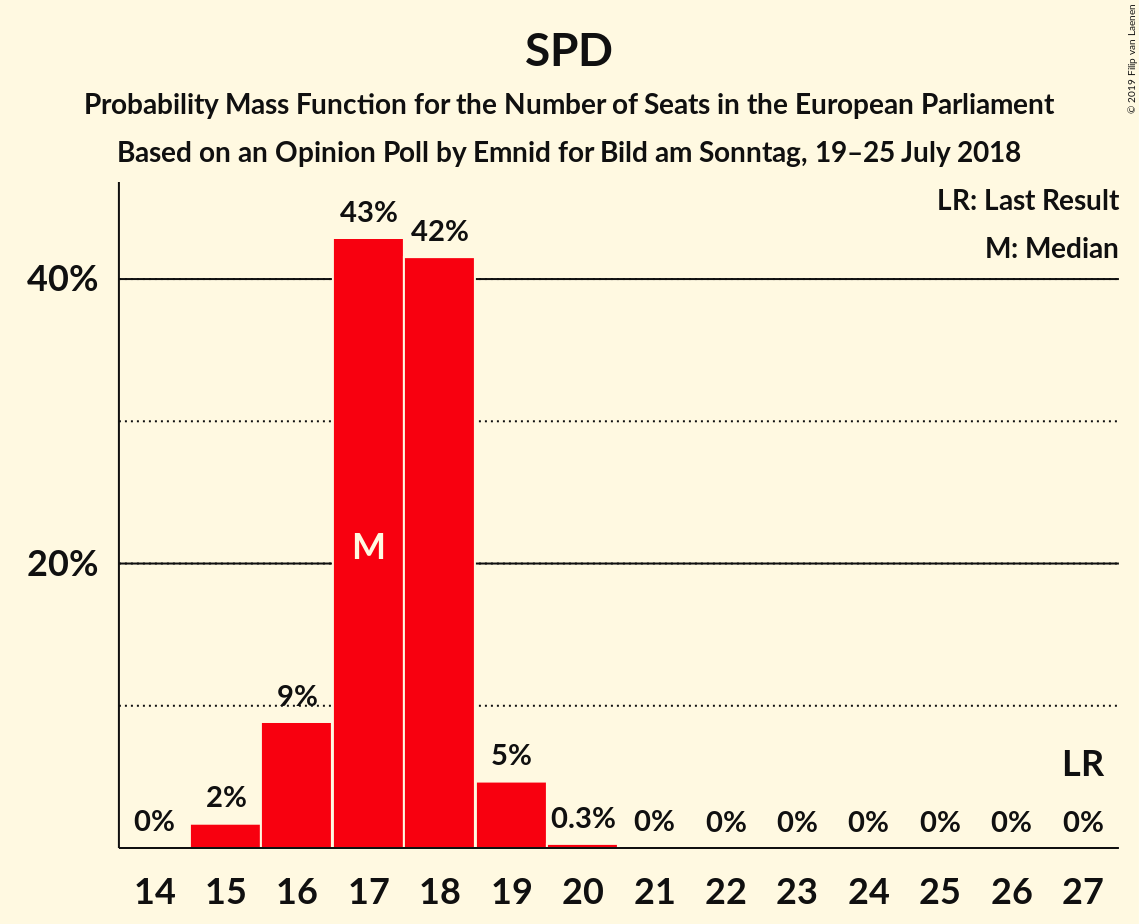 SPD
Probability Mass Function for the Number of Seats in the European Parliament
Based on an Opinion Poll by Emnid for Bild am Sonntag, 19–25 July 2018
© 2019 Filip van Laenen
LR: Last Result
M: Median
43%
42%
40%
M
20%
9%
5%
LR
2%
0%
0.3%
0%
0%
0%
0%
0%
0%
0%
14 15 16 17 18 19 20 21 22 23 24 25 26 27